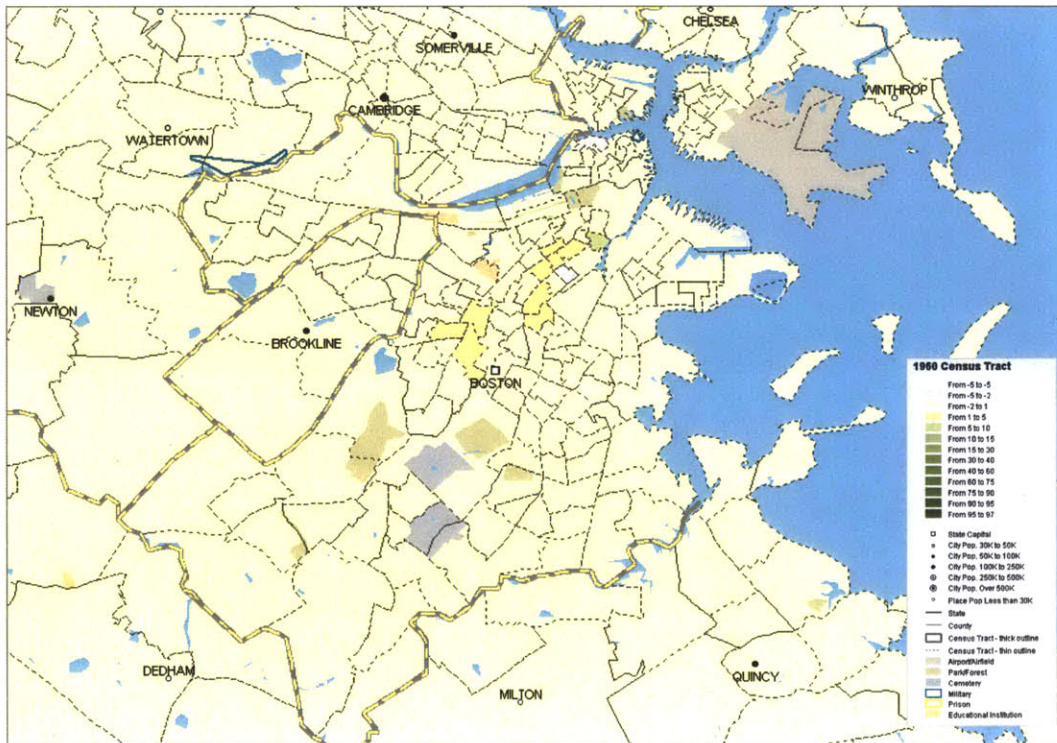 CHELSEA
SOMERVILLE
WINTHROP
CAMBRIDGE
WATERTOWN
NEWTON
BROOKLINE
BOSTON
DEDHAM
MILTON
QUINCY
1960 Census Tract
From -5 to -5
From -5 to -2
From -2 to 1
From 1 to 5
From 5 to 10
From 10 to 15
From 15 to 30
From 30 to 40
From 40 to 60
From 60 to 75
From 75 to 90
From 90 to 95
From 95 to 97
State Capital
City Pop. 30K to 50K
City Pop. 50K to 100K
City Pop. 100K to 250K
City Pop. 250K to 500K
City Pop. Over 500K
Place Pop Less than 30K
State
County
Census Tract - thick outline
Census Tract - thin outline
Airport/Airfield
Park/Forest
Cemetery
Military
Prison
Educational Institution